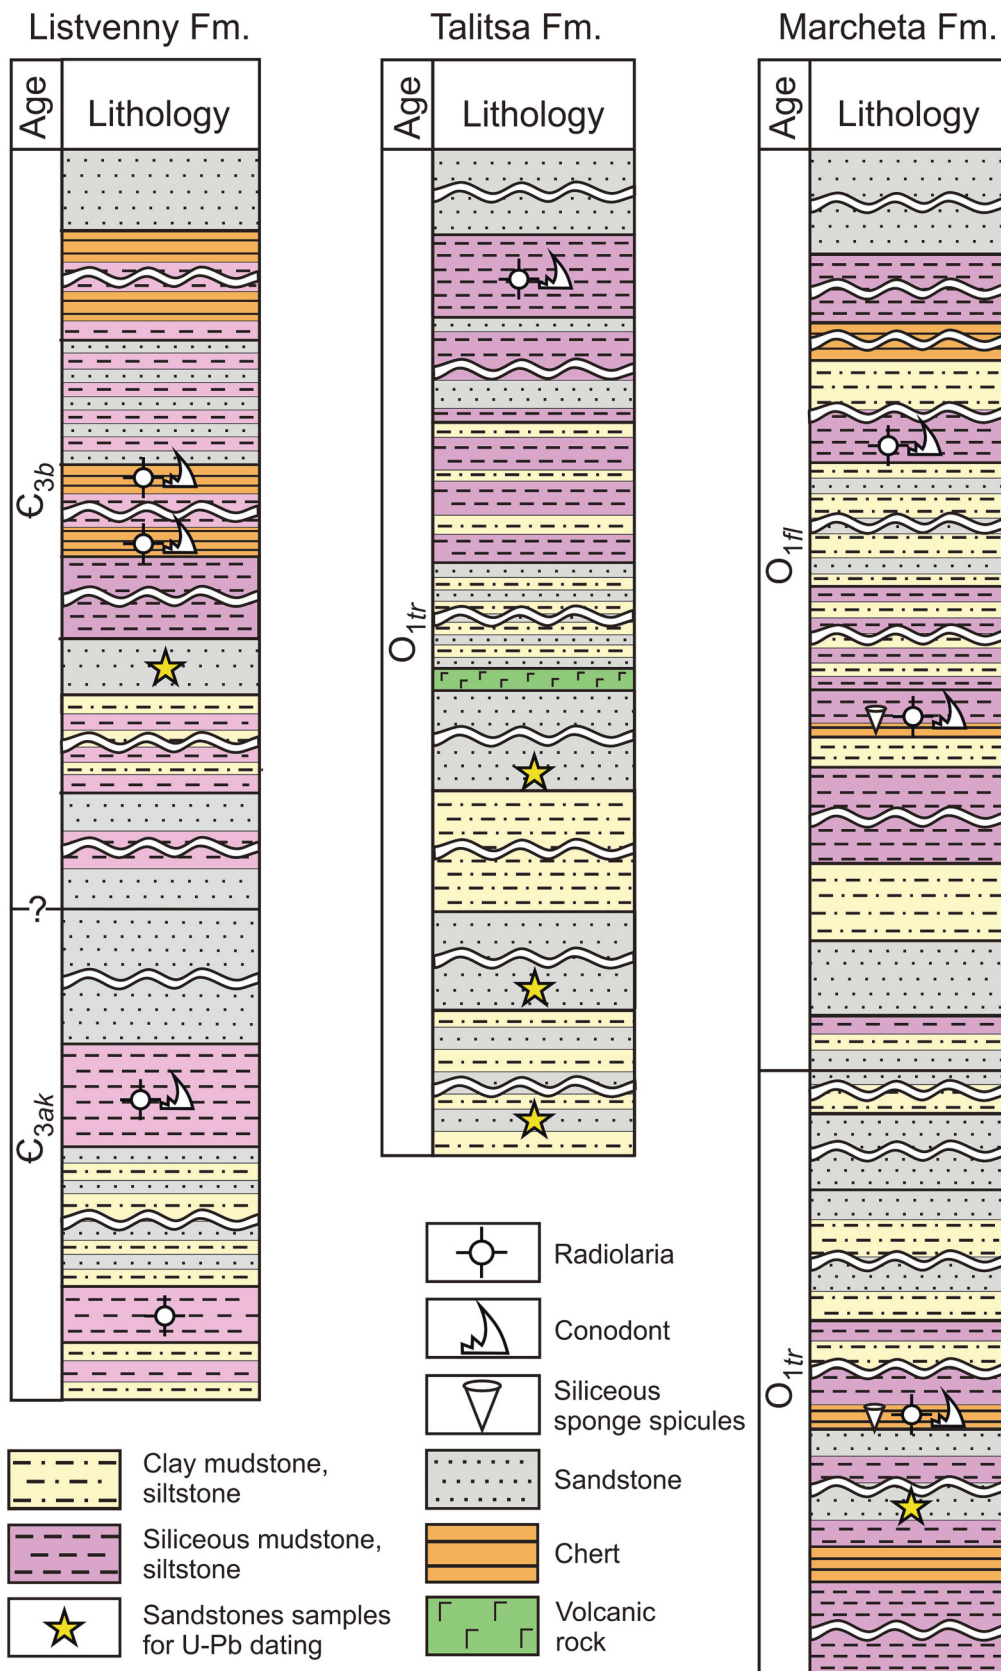 Listvenny Fm.
Age
Lithology
Є3b
?
Є3ak
Talitsa Fm.
Age
Lithology
O1tr
Marcheta Fm.
Age
Lithology
O1fl
O1tr
Radiolaria
Conodont
Siliceous
sponge spicules
Clay mudstone,
siltstone
Sandstone
Siliceous mudstone,
siltstone
Chert
Sandstones samples
for U-Pb dating
Volcanic
rock